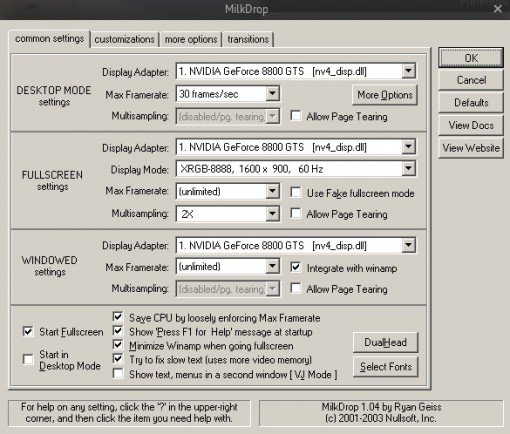 MilkDrop
common settings
customizations
more options
transitions
OK
Cancel
Defaults
View Docs
View Website
DESKTOP MODE
settings
Display Adapter: 1. NVIDIA GeForce 8800 GTS [nv4_disp.dll]
Max Framerate: 30 frames/sec
More Options
Multisampling: (disabled/pg. tearing)
Allow Page Tearing
FULLSCREEN
settings
Display Adapter: 1. NVIDIA GeForce 8800 GTS [nv4_disp.dll]
Display Mode: XRGB-8888, 1600 x 900, 60 Hz
Max Framerate: (unlimited)
Use Fake fullscreen mode
Multisampling: 2X
Allow Page Tearing
WINDOWED
settings
Display Adapter: 1. NVIDIA GeForce 8800 GTS [nv4_disp.dll]
Max Framerate: (unlimited)
Integrate with winamp
Multisampling: (disabled/pg. tearing)
Allow Page Tearing
Start Fullscreen
Start in
Desktop Mode
Save CPU by loosely enforcing Max Framerate
Show 'Press F1 for Help' message at startup
Minimize Winamp when going fullscreen
Try to fix slow text (uses more video memory)
Show text, menus in a second window [VJ Mode]
DualHead
Select Fonts
For help on any setting, click the '?' in the upper-right
corner, and then click the item you need help with.
MilkDrop 1.04 by Ryan Geiss
(c) 2001-2003 Nullsoft, Inc.